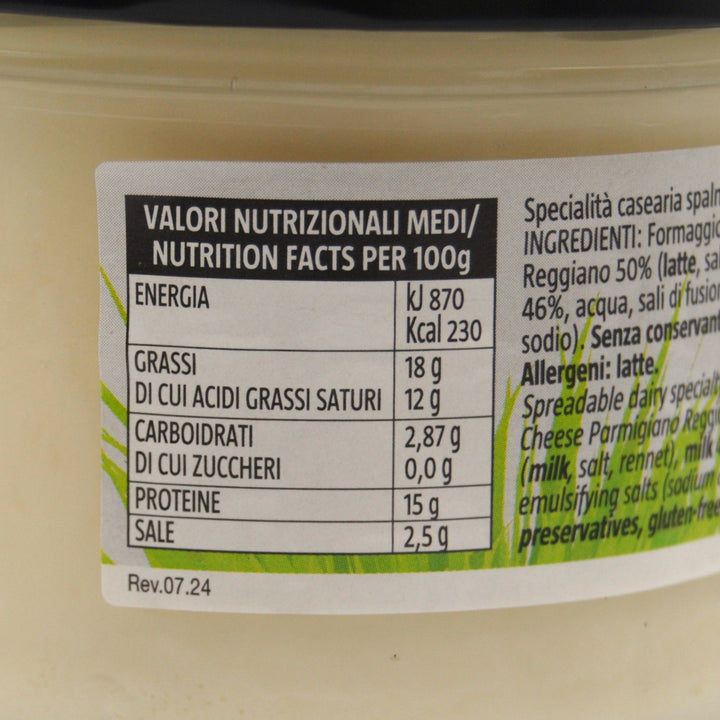 VALORI NUTRIZIONALI MEDI/
NUTRITION FACTS PER 100g
ENERGIA kJ 870
Kcal 230
GRASSI 18 g
DI CUI ACIDI GRASSI SATURI 12 g
CARBOIDRATI 2,87 g
DI CUI ZUCCHERI 0,0 g
PROTEINE 15 g
SALE 2,5 g
Rev.07.24
Specialità casearia
INGREDIENTI:
Reggiano 50% (latte,
46%, acqua, sali di
sodio). Senza
Allergeni: latte.
Spreadable dairy
Cheese Parmigiano
(milk, salt, rennet), milk
emulsifying salts (sodium
preservatives, gluten-free